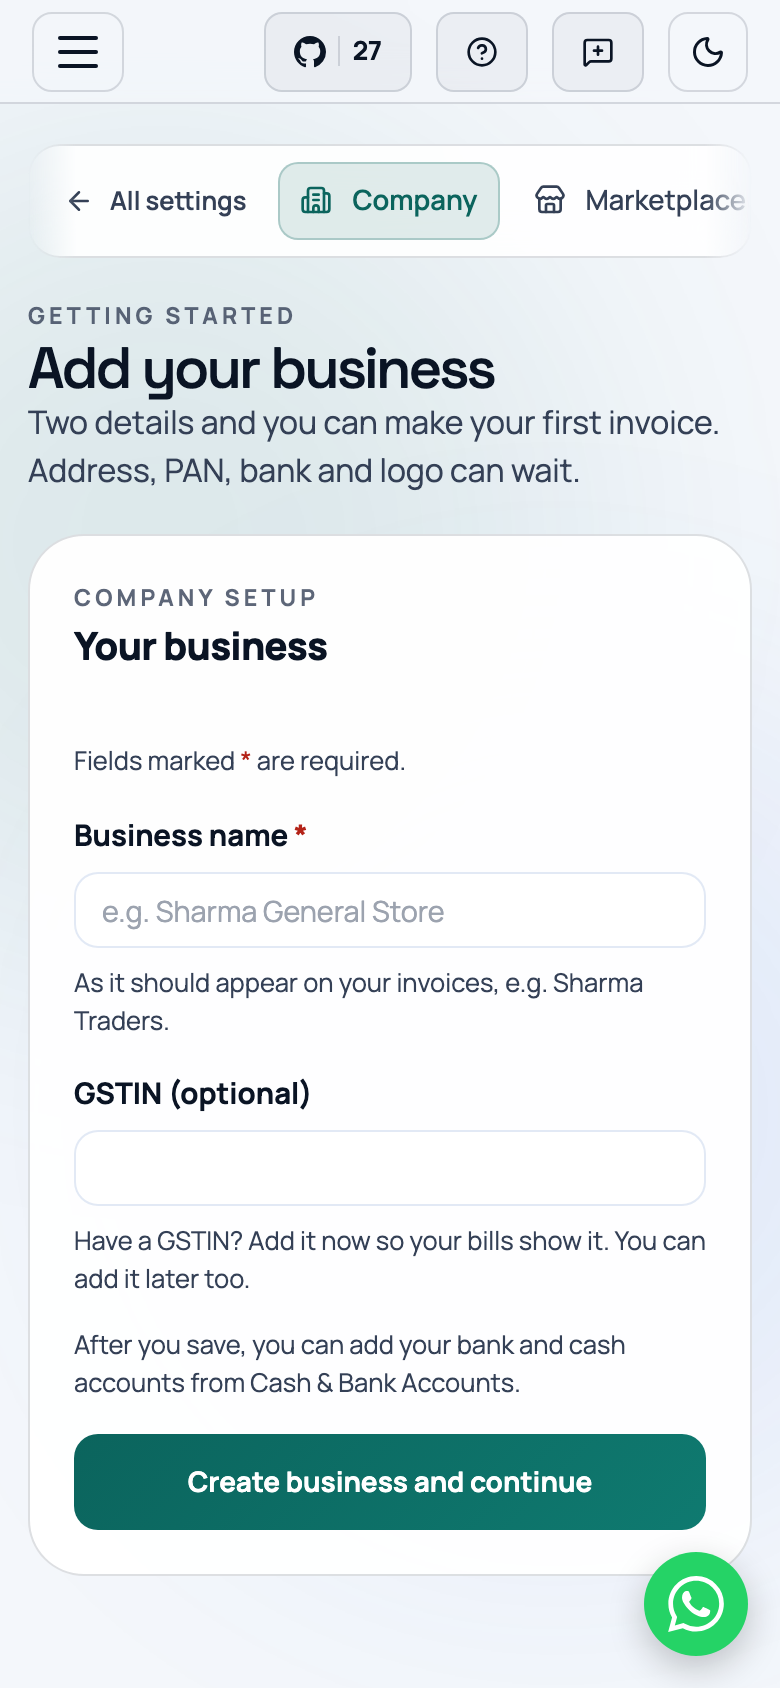 27
All settings
Company
Marketplace
GETTING STARTED
Add your business
Two details and you can make your first invoice.
Address, PAN, bank and logo can wait.
COMPANY SETUP
Your business
Fields marked * are required.
Business name *
e.g. Sharma General Store
As it should appear on your invoices, e.g. Sharma
Traders.
GSTIN (optional)
Have a GSTIN? Add it now so your bills show it. You can
add it later too.
After you save, you can add your bank and cash
accounts from Cash & Bank Accounts.
Create business and continue